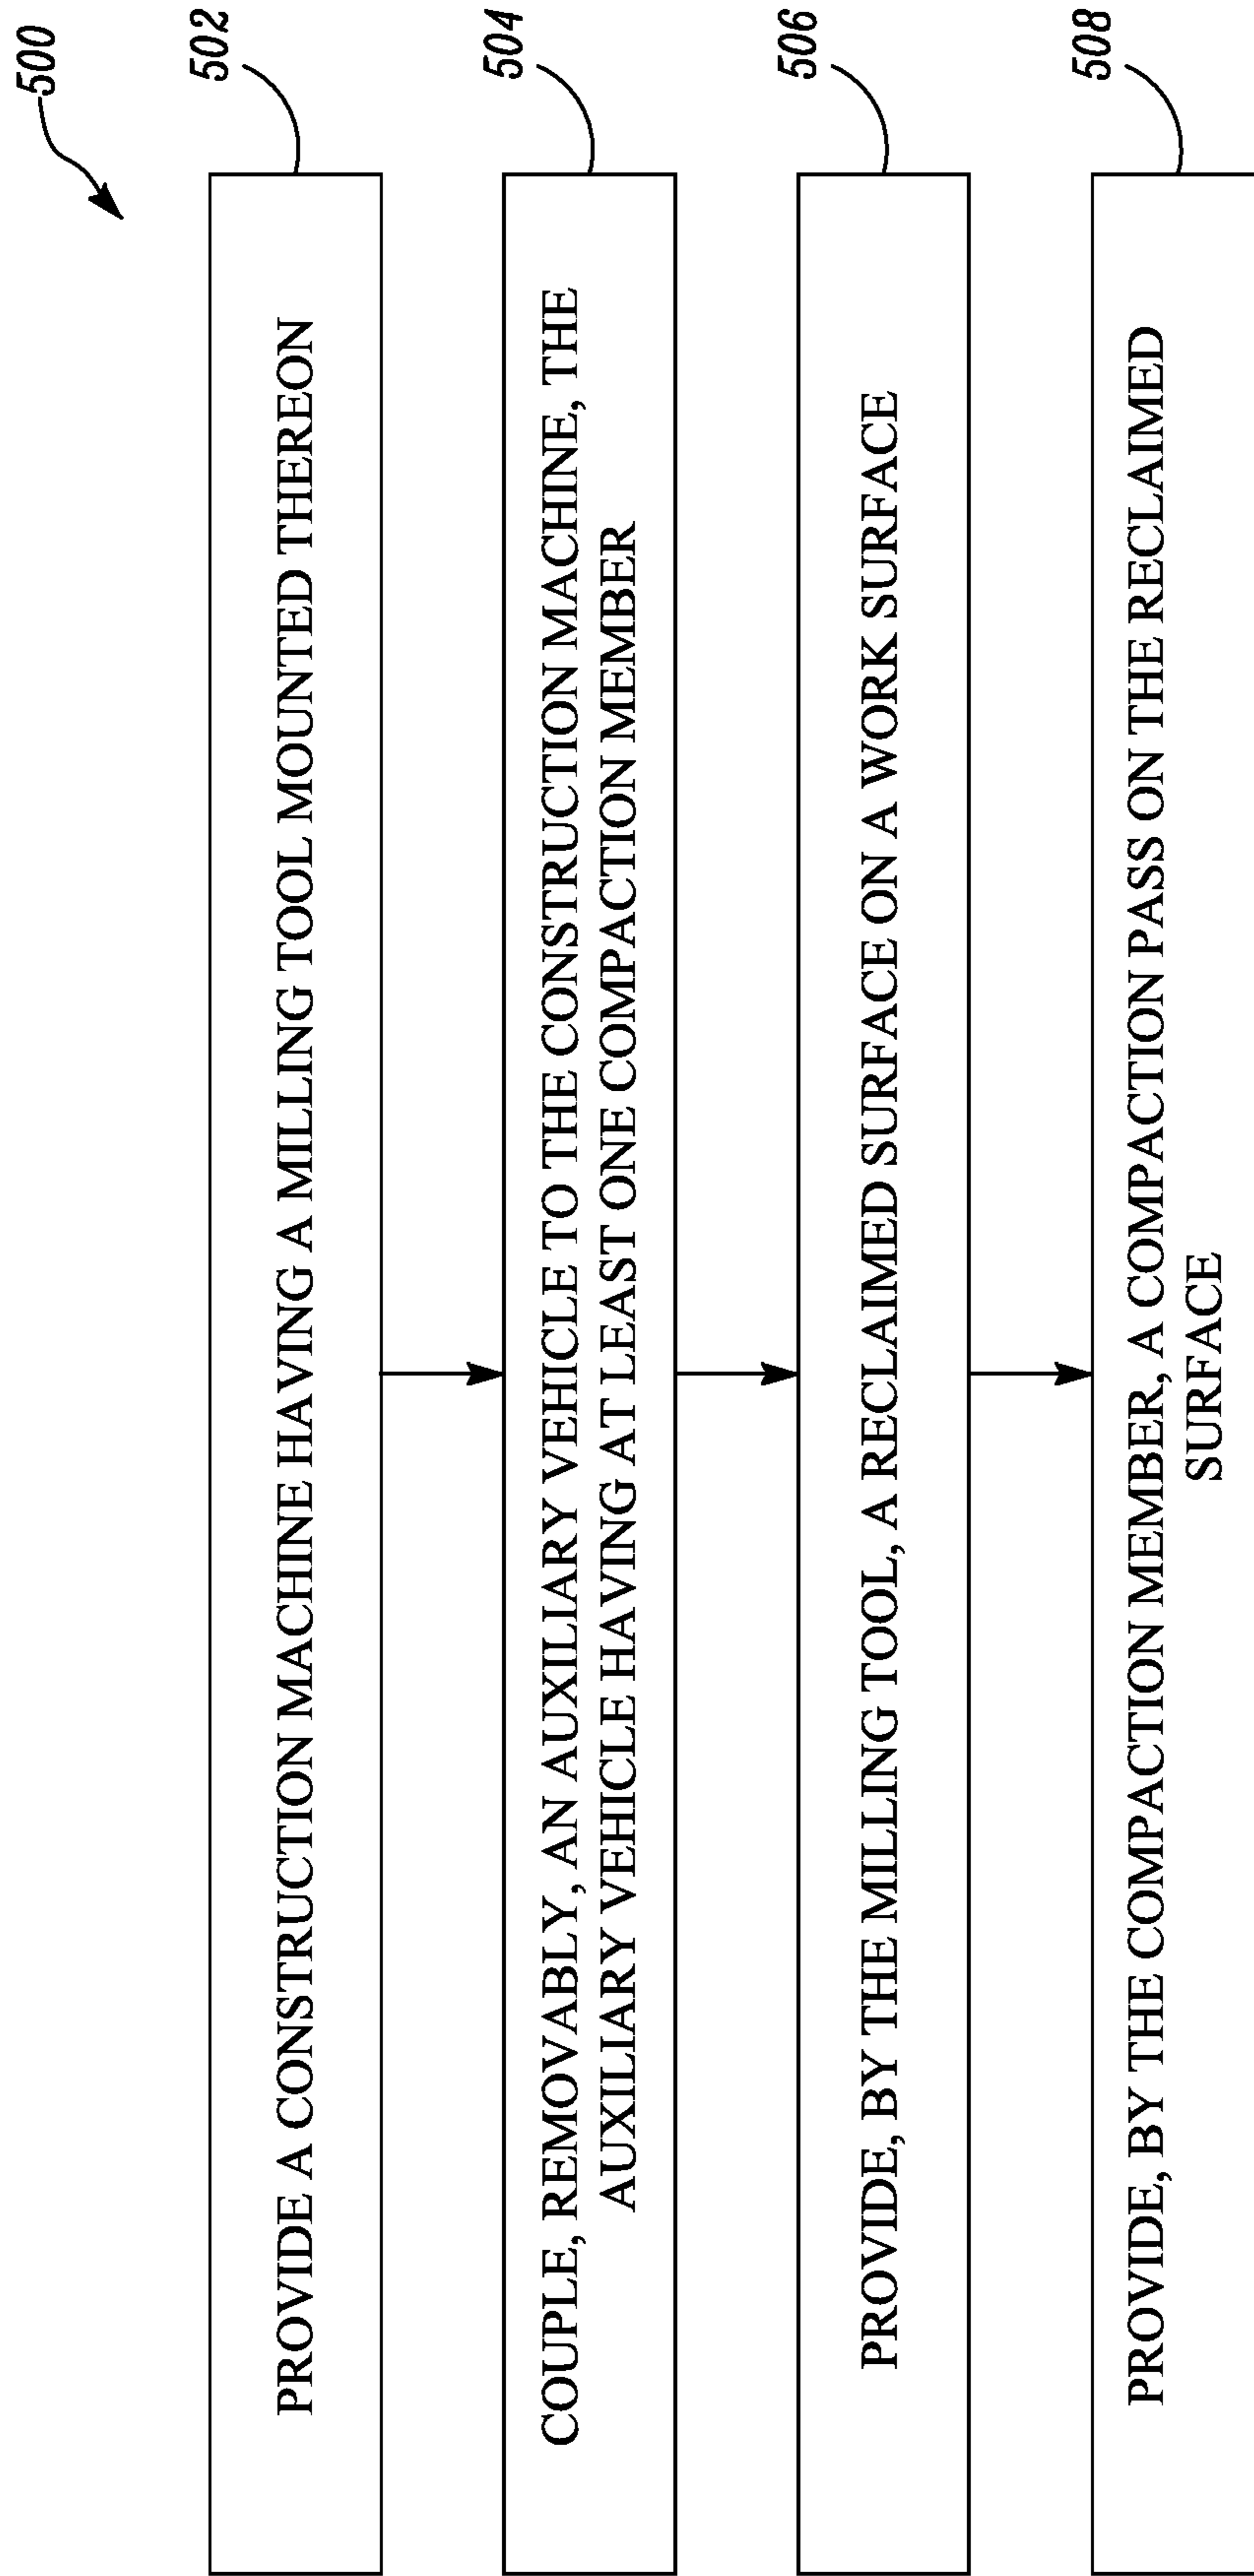 500
502
PROVIDE A CONSTRUCTION MACHINE HAVING A MILLING TOOL MOUNTED THEREON
504
COUPLE, REMOVABLY, AN AUXILIARY VEHICLE TO THE CONSTRUCTION MACHINE, THE
AUXILIARY VEHICLE HAVING AT LEAST ONE COMPACTION MEMBER
506
PROVIDE, BY THE MILLING TOOL, A RECLAIMED SURFACE ON A WORK SURFACE
508
PROVIDE, BY THE COMPACTION MEMBER, A COMPACTION PASS ON THE RECLAIMED
SURFACE